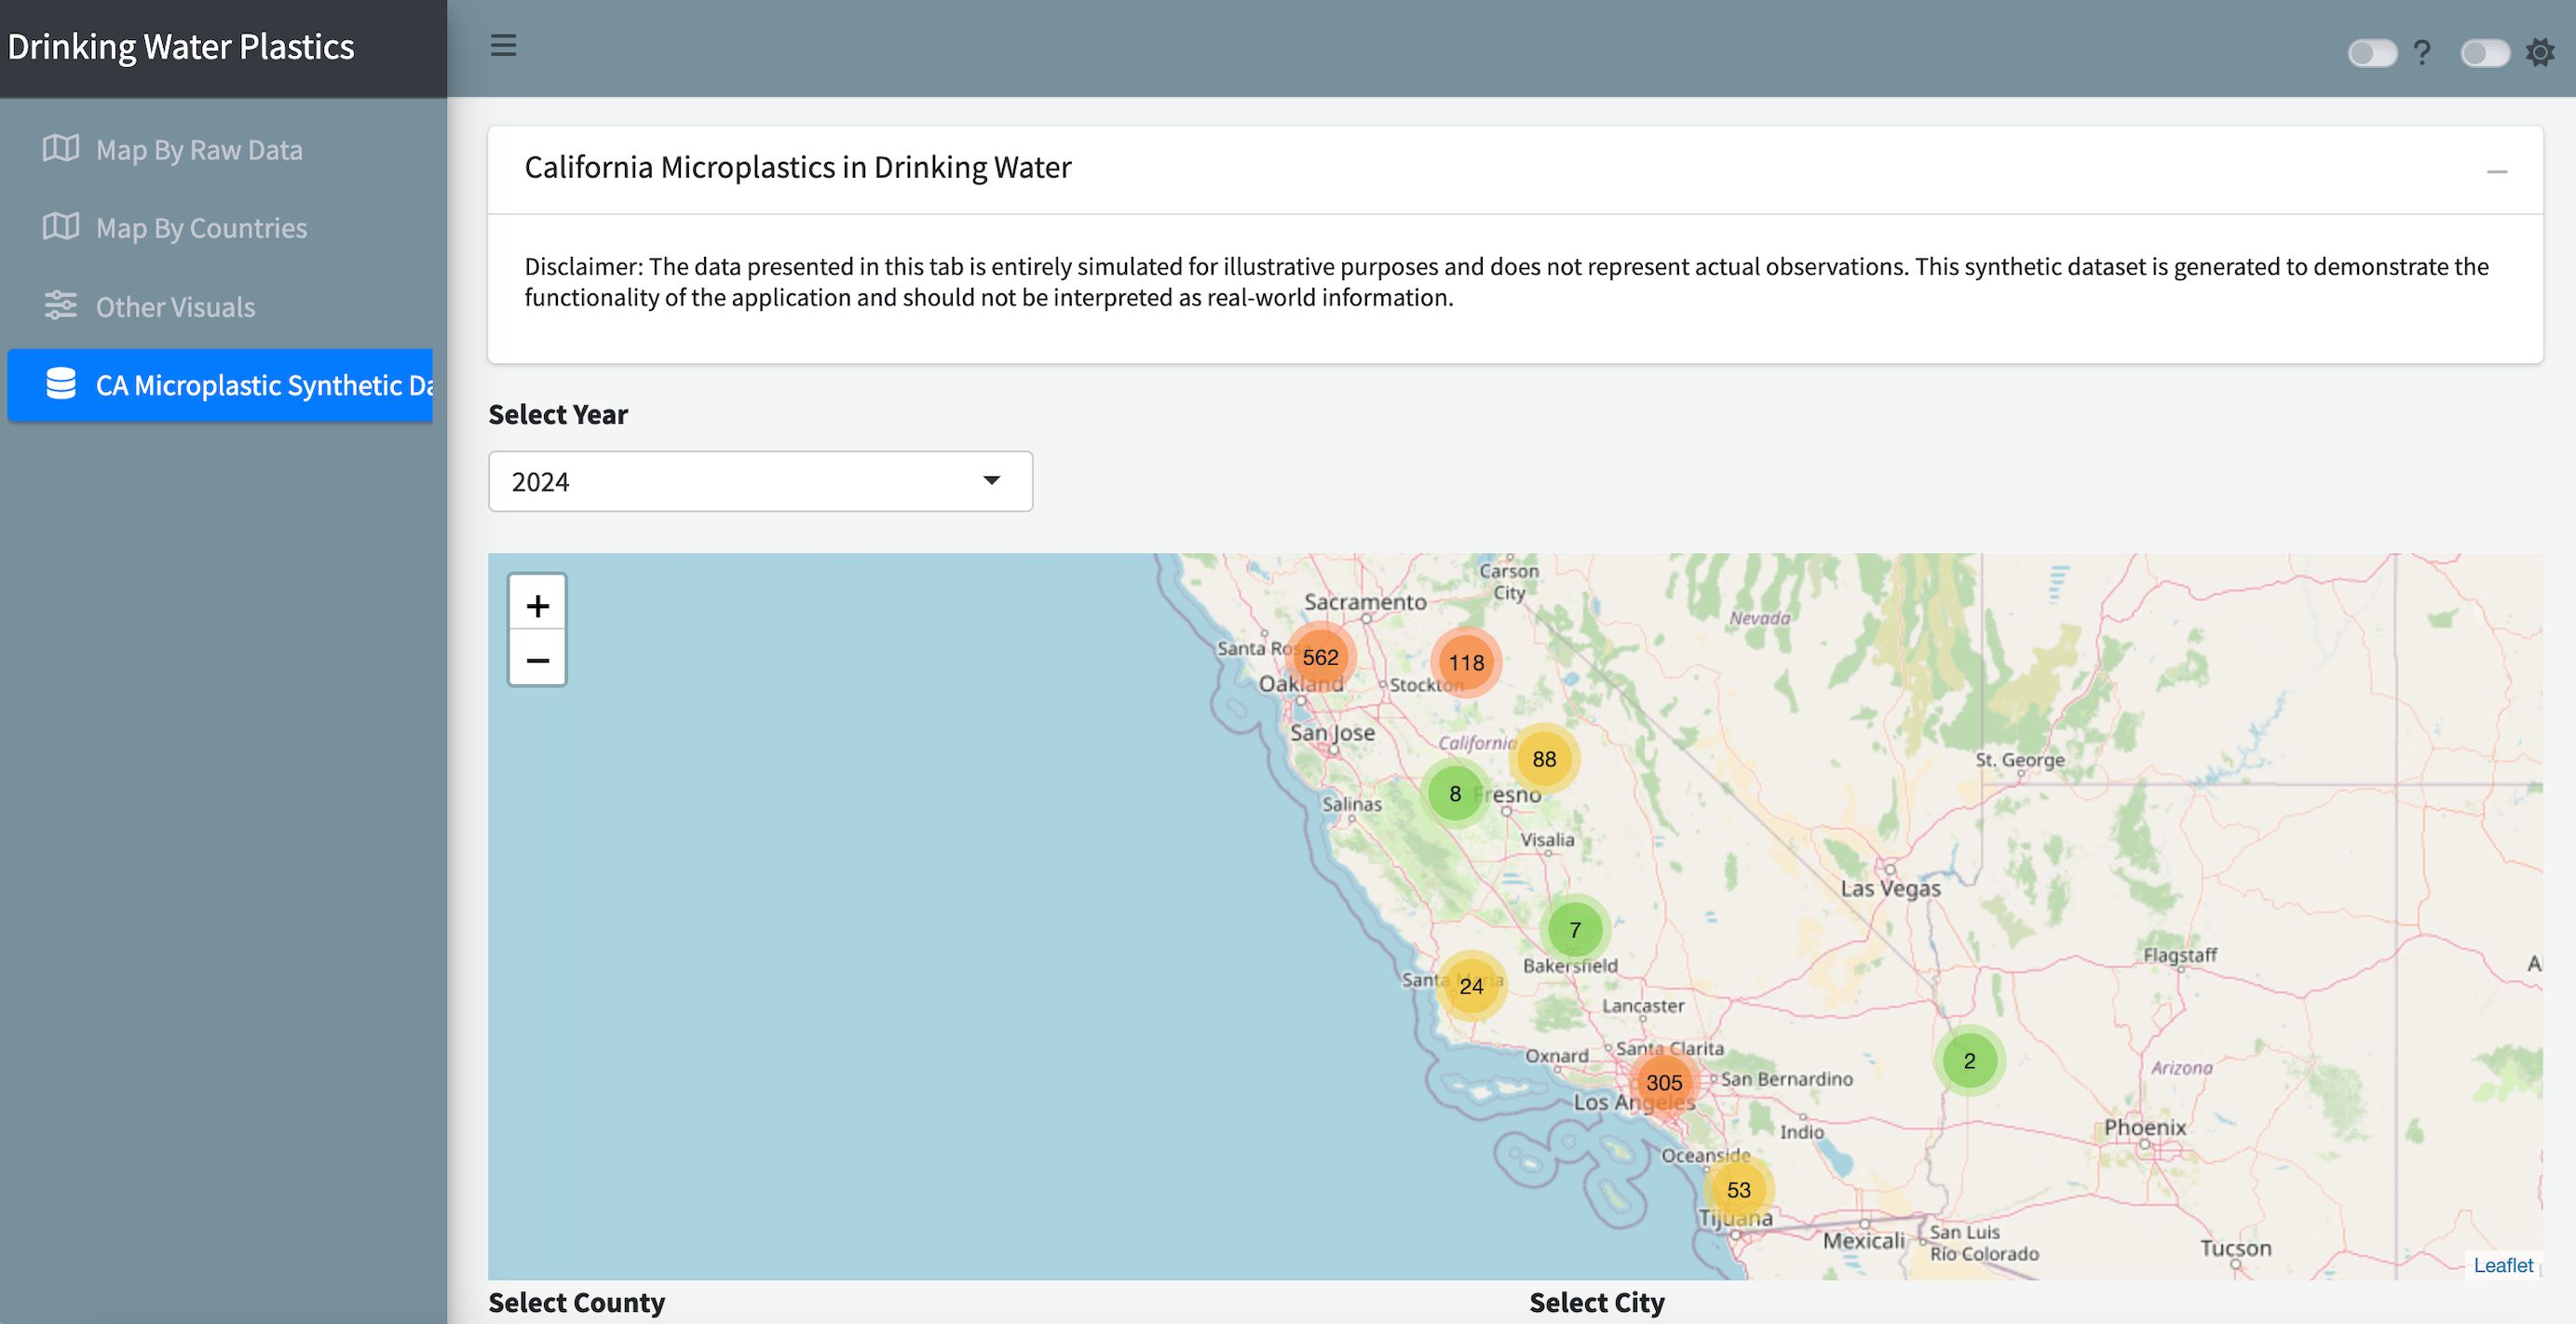 Drinking Water Plastics
?
Map By Raw Data
Map By Countries
Other Visuals
CA Microplastic Synthetic Da
California Microplastics in Drinking Water
Disclaimer: The data presented in this tab is entirely simulated for illustrative purposes and does not represent actual observations. This synthetic dataset is generated to demonstrate the
functionality of the application and should not be interpreted as real-world information.
Select Year
2024
+
−
Carson
City
Sacramento
Nevada
Santa Ros
562
118
Oakland
Stockton
San Jose
California
88
St. George
8
Fresno
Salinas
Visalia
Las Vegas
7
Bakersfield
Flagstaff
A
Santa Maria
24
Lancaster
Santa Clarita
Oxnard
2
Arizona
305
San Bernardino
Los Angeles
Indio
Phoenix
Oceanside
53
Tijuana
Mexicali
San Luis
Río Colorado
Tucson
Leaflet
Select County
Select City